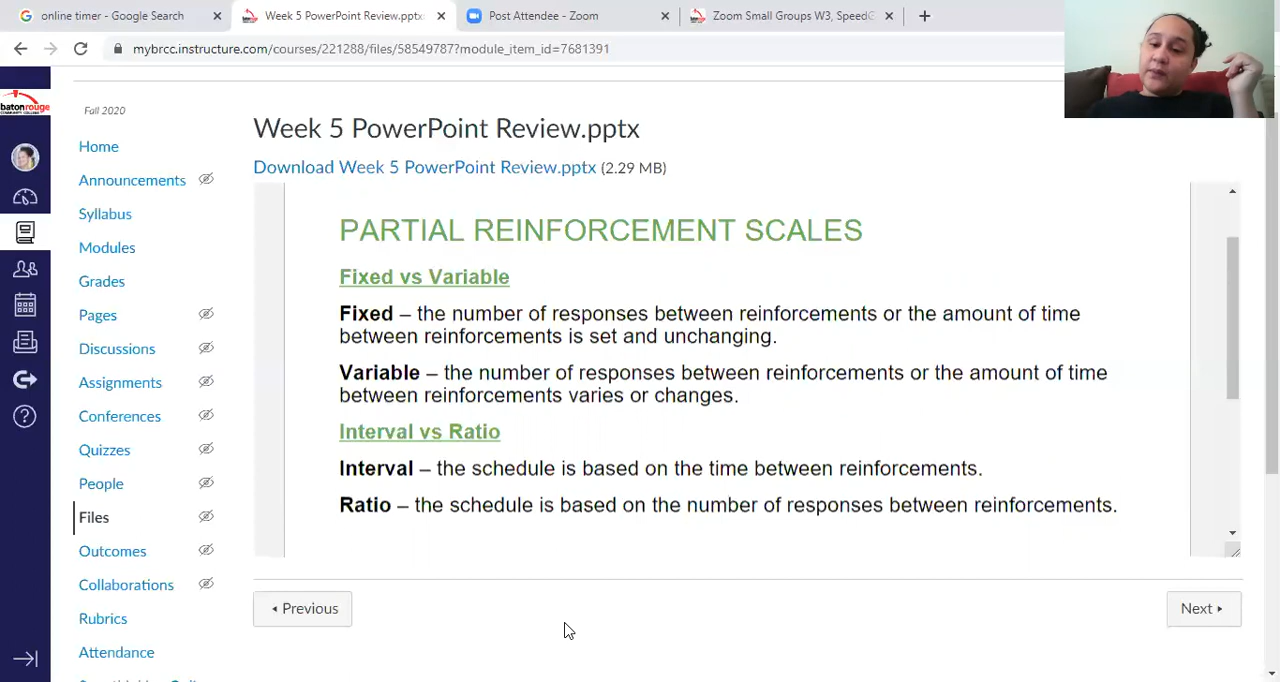 online timer - Google Search
Week 5 PowerPoint Review.pptx:
Post Attendee - Zoom
Zoom Small Groups W3, SpeedG
mybrcc.instructure.com/courses/221288/files/58549787?module_item_id=7681391
batonrouge
COMMUNITY COLLEGE
Fall 2020
Home
Announcements
Syllabus
Modules
Grades
Pages
Discussions
Assignments
Conferences
Quizzes
People
Files
Outcomes
Collaborations
Rubrics
Attendance
Week 5 PowerPoint Review.pptx
Download Week 5 PowerPoint Review.pptx (2.29 MB)
PARTIAL REINFORCEMENT SCALES
Fixed vs Variable
Fixed – the number of responses between reinforcements or the amount of time
between reinforcements is set and unchanging.
Variable – the number of responses between reinforcements or the amount of time
between reinforcements varies or changes.
Interval vs Ratio
Interval – the schedule is based on the time between reinforcements.
Ratio – the schedule is based on the number of responses between reinforcements.
Previous
Next